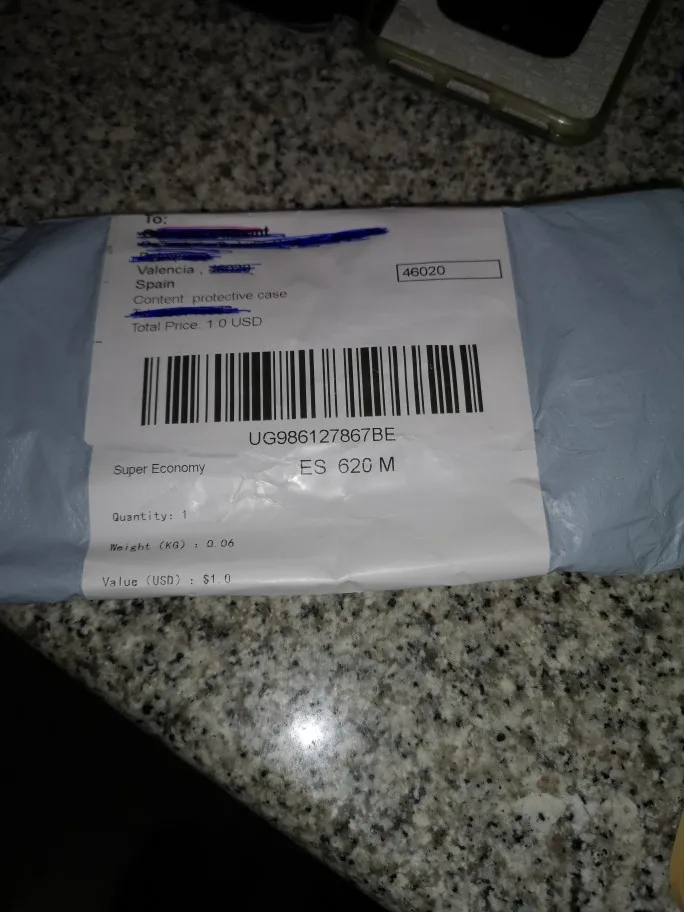 To:
Valencia ,
46020
Spain
Content protective case
Total Price: 1.0 USD
UG986127867BE
Super Economy
ES 620 M
Quantity: 1
Weight (KG) : 0.06
Value (USD) : $1.0